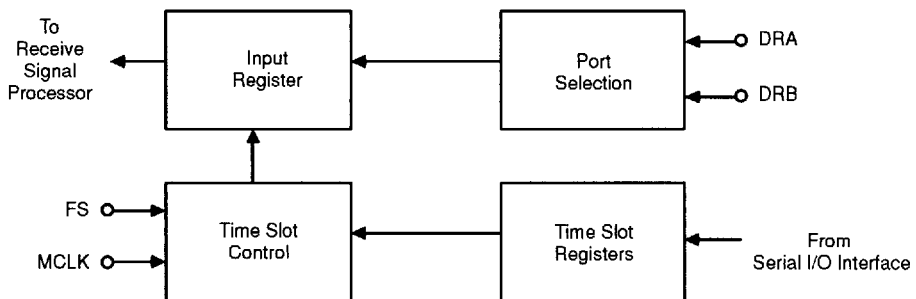 To
Receive
Signal
Processor
Input
Register
Port
Selection
DRA
DRB
FS
MCLK
Time Slot
Control
Time Slot
Registers
From
Serial I/O Interface